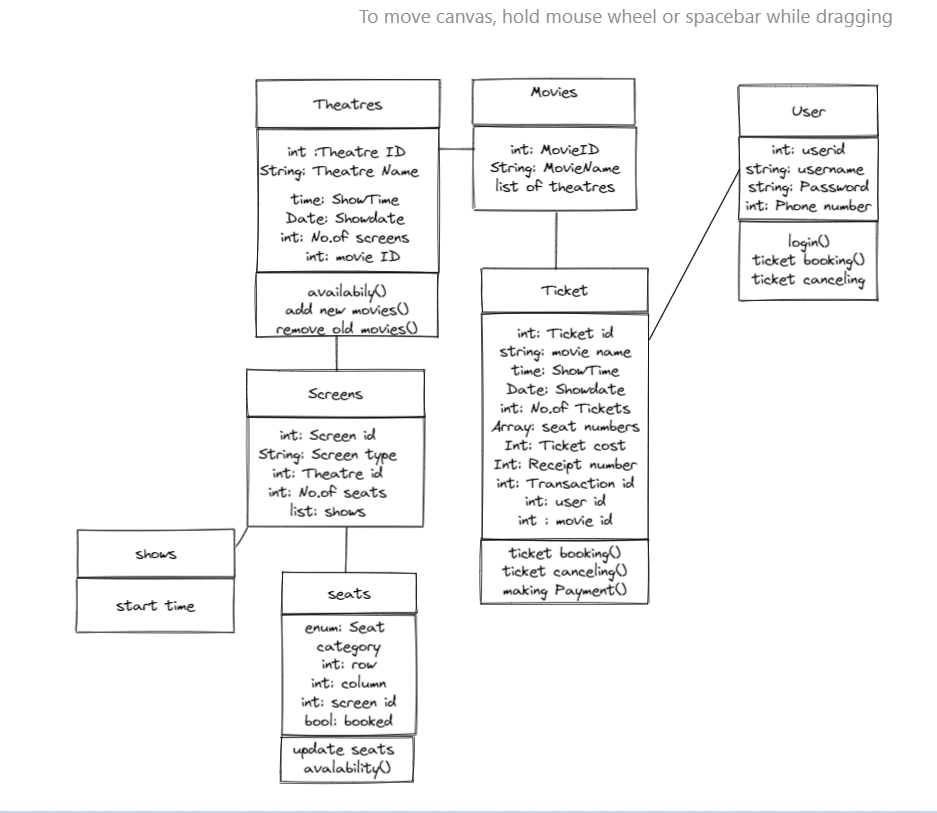 To move canvas, hold mouse wheel or spacebar while dragging
Theatres
int :Theatre ID
String: Theatre Name
time: ShowTime
Date: Showdate
int: No.of screens
int: movie ID
availabily()
add new movies()
remove old movies()
Movies
int: MovieID
String: MovieName
list of theatres
User
int: userid
string: username
string: Password
int: Phone number
login()
ticket booking()
ticket canceling
Ticket
int: Ticket id
string: movie name
time: ShowTime
Date: Showdate
int: No.of Tickets
Array: seat numbers
Int: Ticket cost
Int: Receipt number
int: Transaction id
int: user id
int : movie id
ticket booking()
ticket canceling()
making Payment()
Screens
int: Screen id
String: Screen type
int: Theatre id
int: No.of seats
list: shows
shows
start time
seats
enum: Seat
category
int: row
int: column
int: screen id
bool: booked
update seats
avalability()